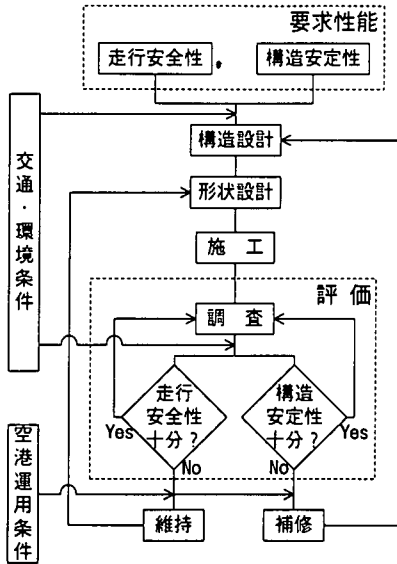 要求性能
走行安全性
構造安定性
構造設計
形状設計
施工
交通・環境条件
評価
調査
走行
安全性
十分？
構造
安定性
十分？
Yes
Yes
No
No
空港運用条件
維持
補修